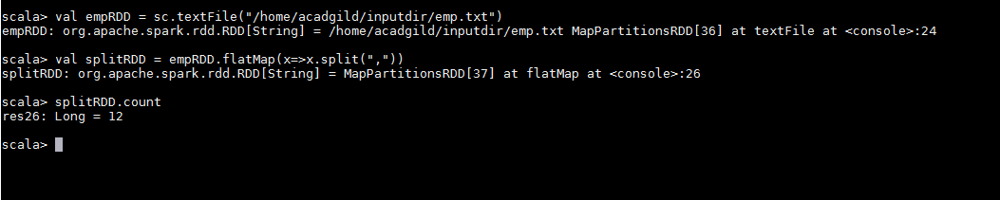 scala> val empRDD = sc.textFile("/home/acadgild/inputdir/emp.txt")
empRDD: org.apache.spark.rdd.RDD[String] = /home/acadgild/inputdir/emp.txt MapPartitionsRDD[36] at textFile at <console>:24
scala> val splitRDD = empRDD.flatMap(x=>x.split(","))
splitRDD: org.apache.spark.rdd.RDD[String] = MapPartitionsRDD[37] at flatMap at <console>:26
scala> splitRDD.count
res26: Long = 12
scala>